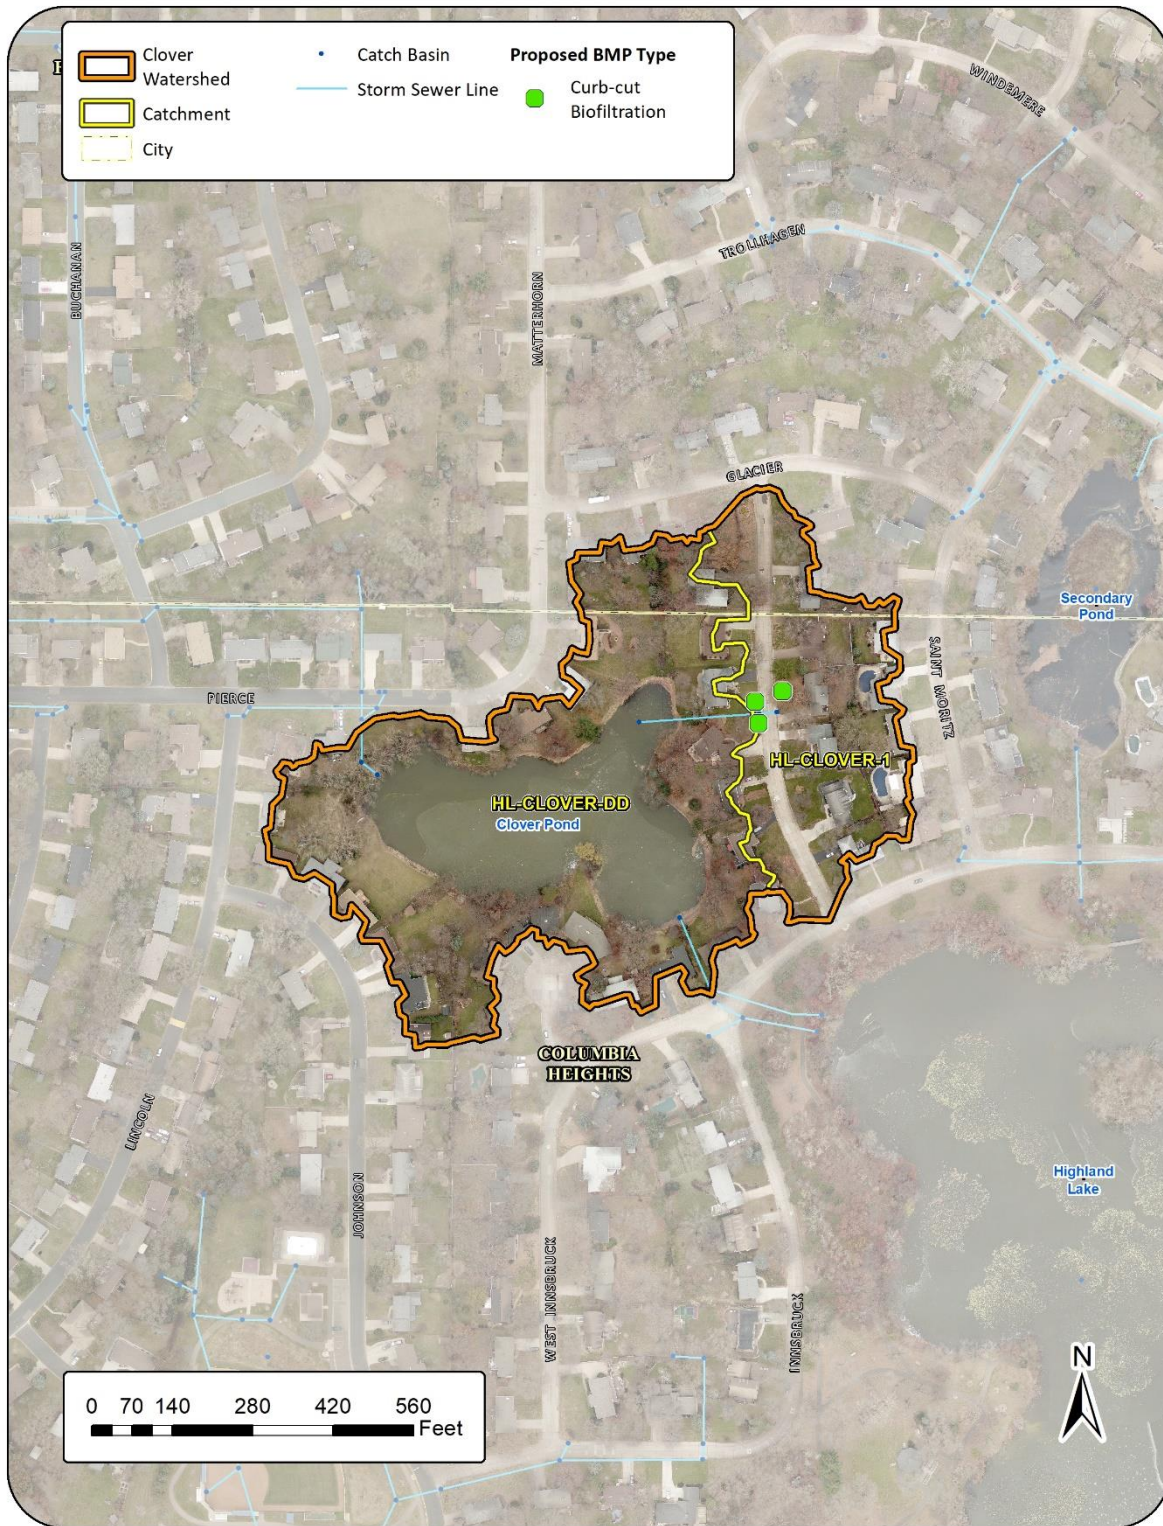 Clover
Watershed
Catchment
City
Catch Basin
Storm Sewer Line
Proposed BMP Type
Curb-cut
Biofiltration
WINDEMERE
TROLLHAGEN
BUCHANAN
MATTERHORN
GLACIER
Secondary
Pond
SAINT MORITZ
PIERCE
HL-CLOVER-1
HL-CLOVER-DD
Clover Pond
COLUMBIA
HEIGHTS
LINCOLN
JOHNSON
Highland
Lake
WEST INNSBRUCK
INNSBRUCK
N
0 70 140 280 420 560
Feet